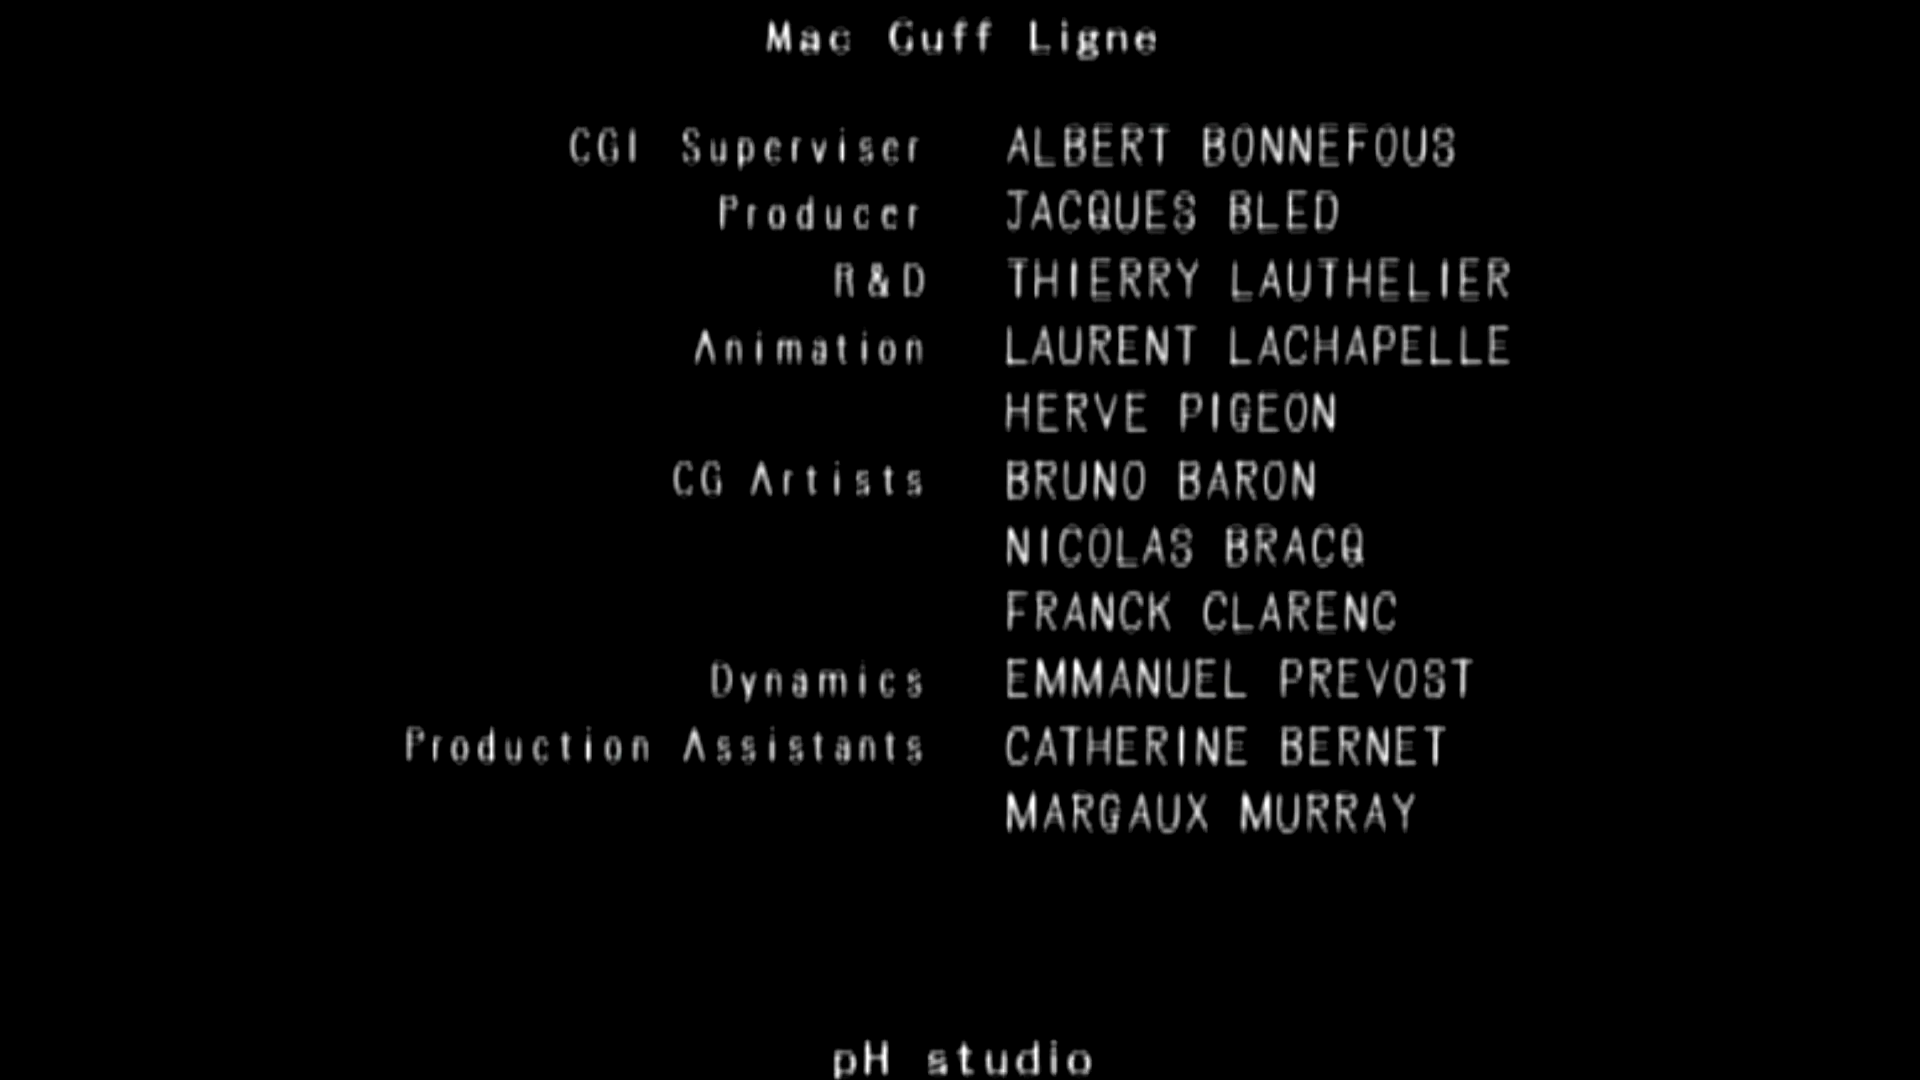 Mac Guff Ligne
CGI Superviser ALBERT BONNEFOUS
Producer JACQUES BLED
R&D THIERRY LAUTHELIER
Animation LAURENT LACHAPELLE
HERVE PIGEON
CG Artists BRUNO BARON
NICOLAS BRACQ
FRANCK CLARENC
Dynamics EMMANUEL PREVOST
Production Assistants CATHERINE BERNET
MARGAUX MURRAY
pH studio